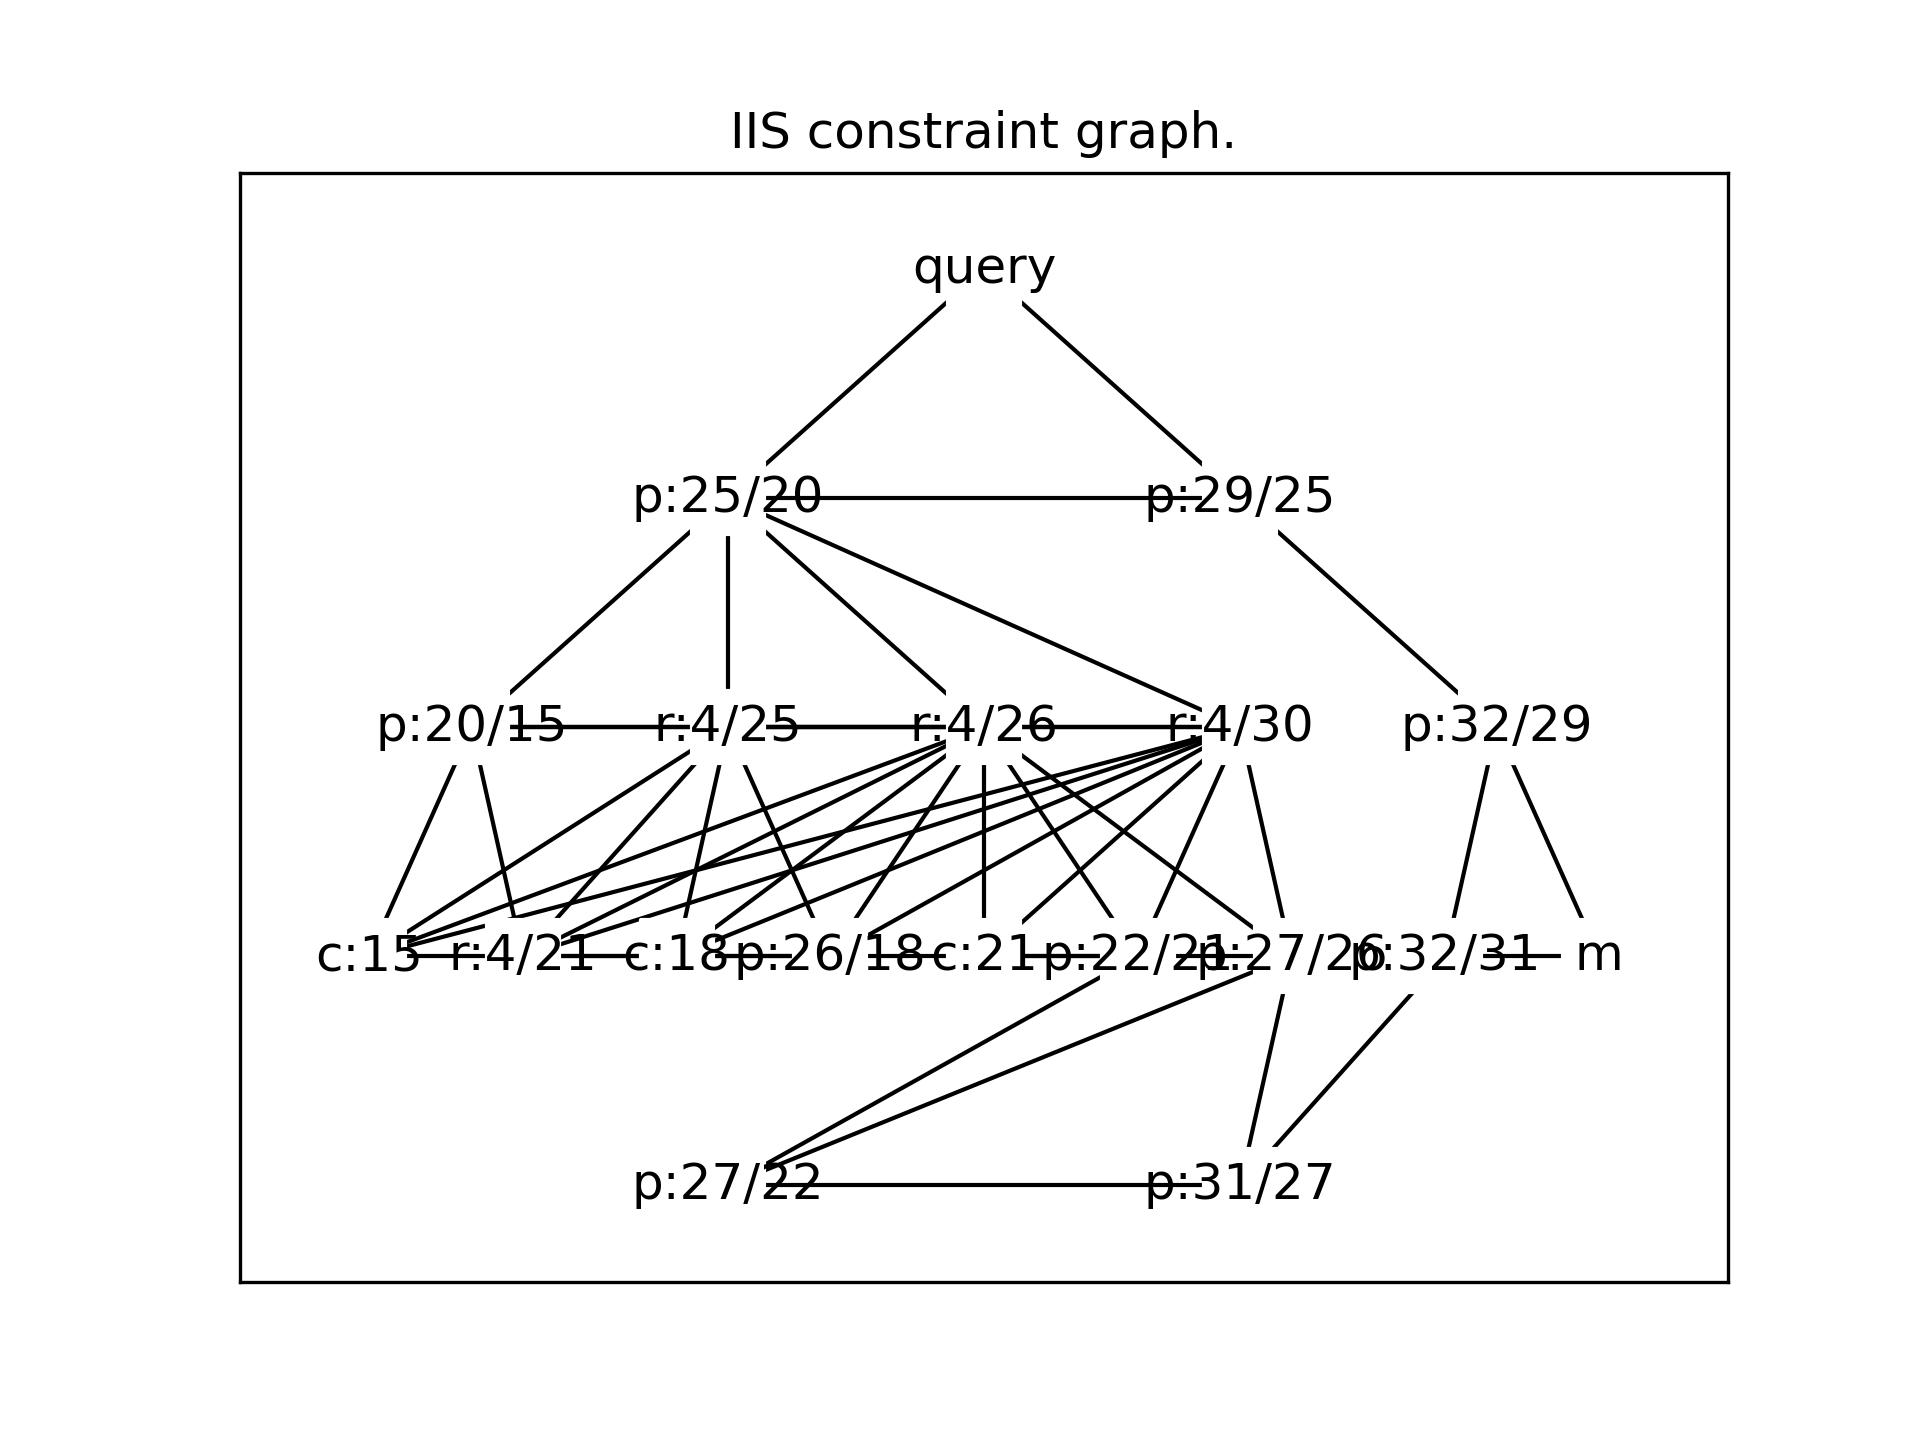 IIS constraint graph.
query
p:25/20 p:29/25
p:20/15 r:4/25 r:4/26 r:4/30 p:32/29
c:15 r:4/21 c:18 p:26/18 c:21 p:22/21 p:27/26 p:32/31 m
p:27/22 p:31/27